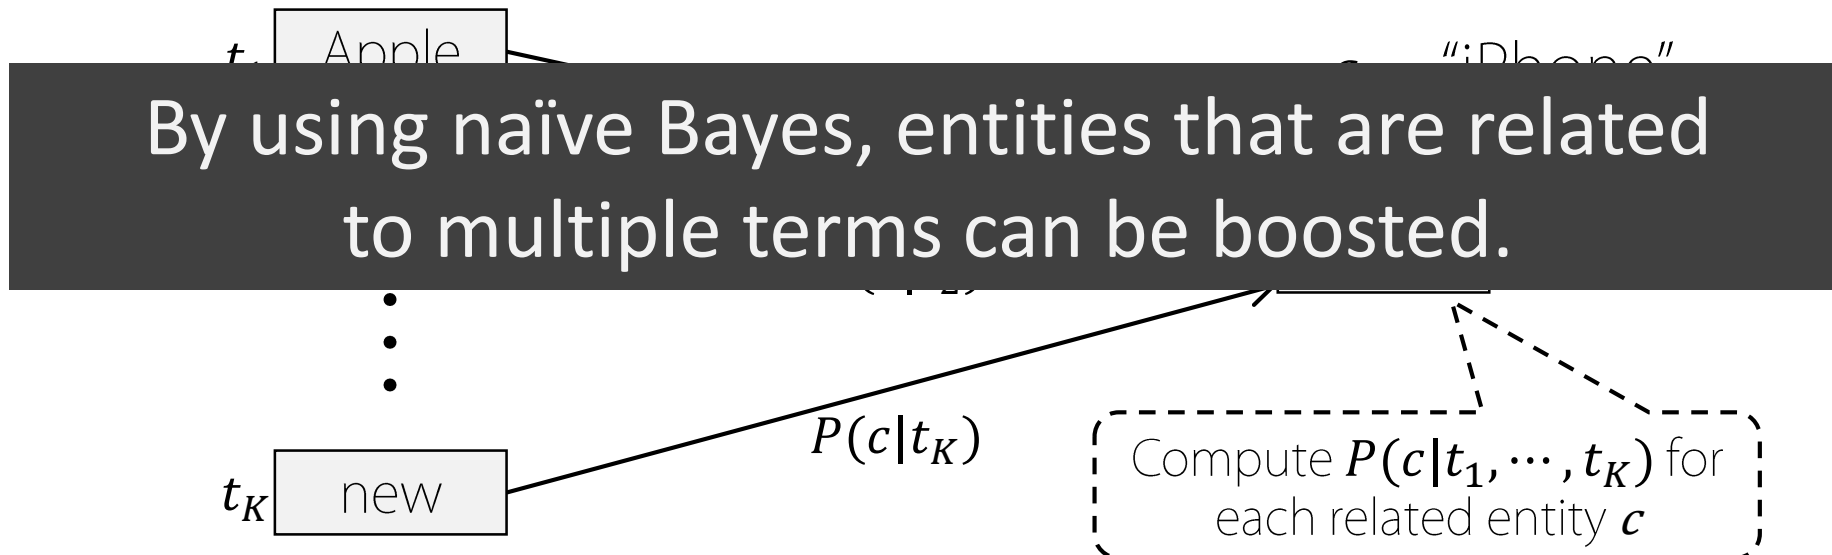 Apple
“iPhone”
By using naïve Bayes, entities that are related
to multiple terms can be boosted.
P(c|t_K)
t_K new
Compute P(c|t_1, ⋯ , t_K) for
each related entity c